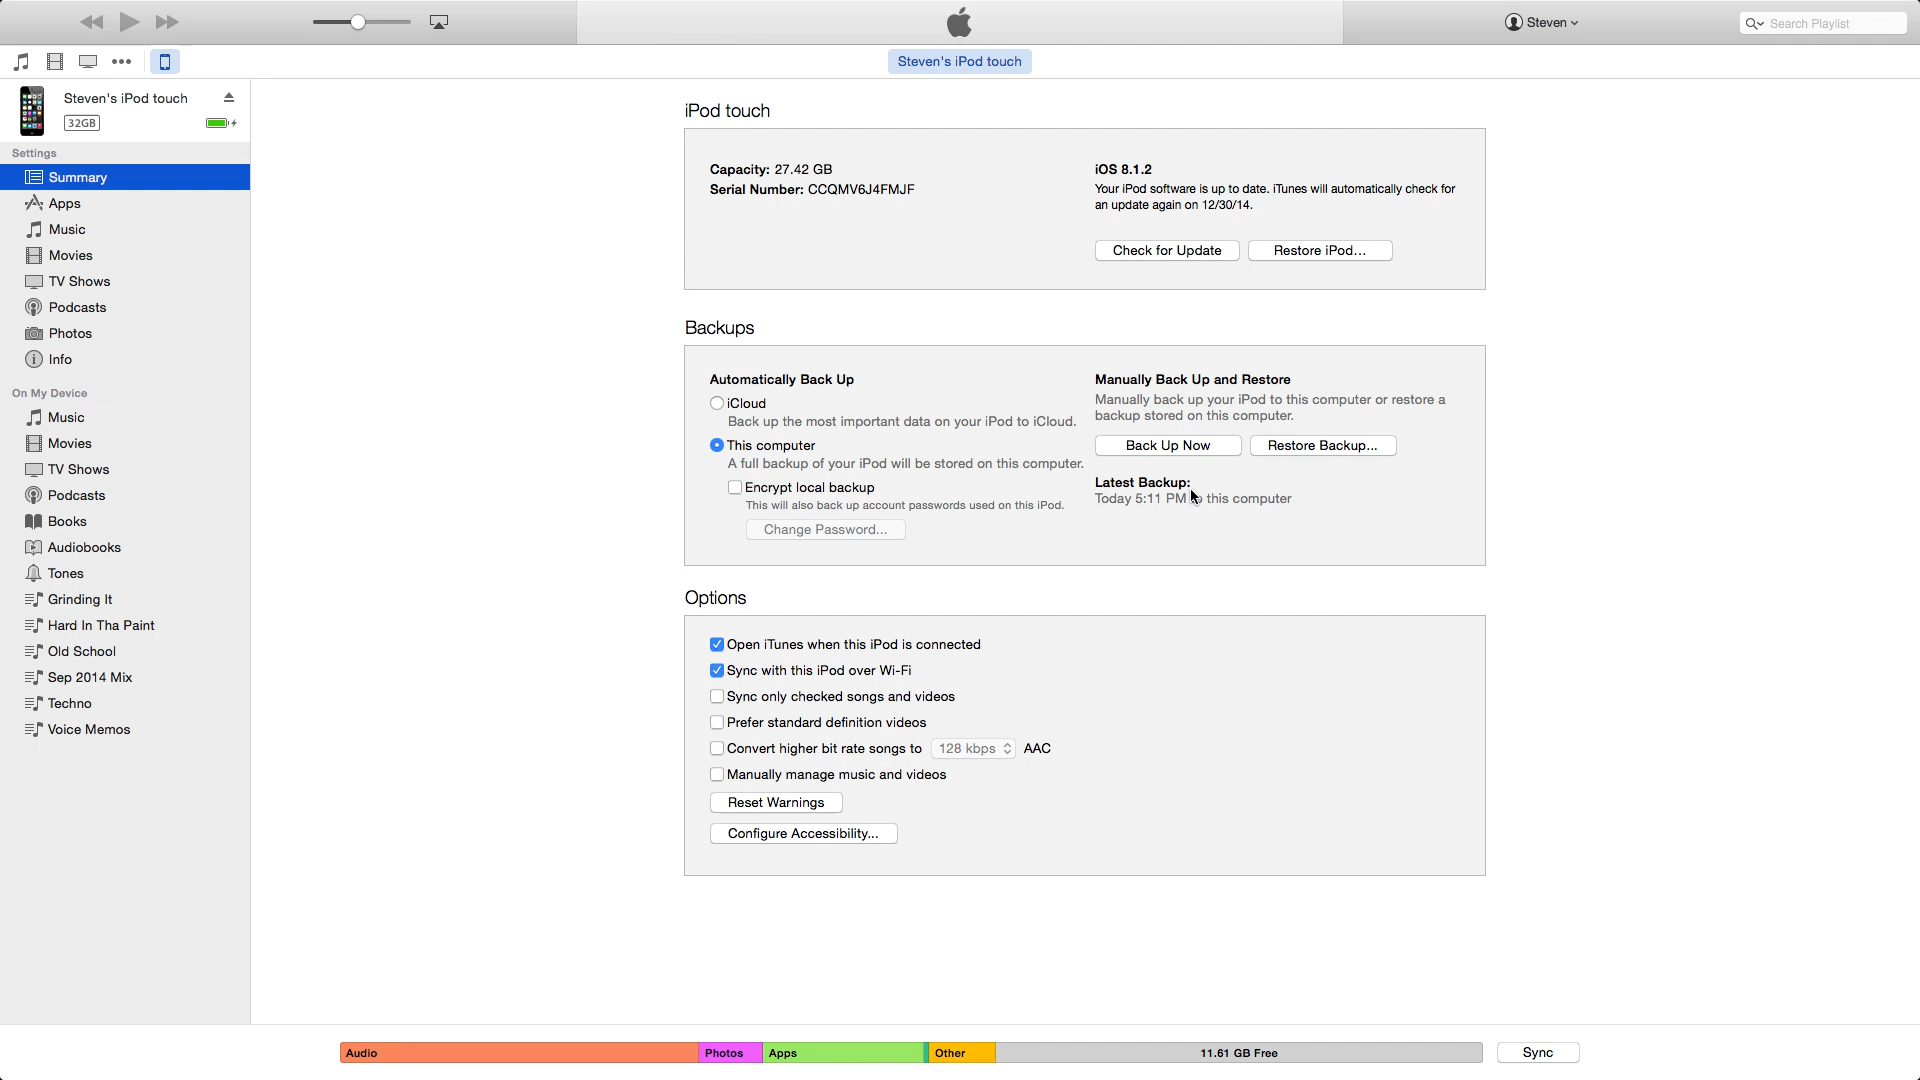 Steven
Search Playlist
Steven's iPod touch
Steven's iPod touch
32GB
Settings
Summary
Apps
Music
Movies
TV Shows
Podcasts
Photos
Info
On My Device
Music
Movies
TV Shows
Podcasts
Books
Audiobooks
Tones
Grinding It
Hard In Tha Paint
Old School
Sep 2014 Mix
Techno
Voice Memos
iPod touch
Capacity: 27.42 GB
Serial Number: CCQMV6J4FMJF
iOS 8.1.2
Your iPod software is up to date. iTunes will automatically check for
an update again on 12/30/14.
Check for Update
Restore iPod...
Backups
Automatically Back Up
iCloud
Back up the most important data on your iPod to iCloud.
This computer
A full backup of your iPod will be stored on this computer.
Encrypt local backup
This will also back up account passwords used on this iPod.
Change Password...
Manually Back Up and Restore
Manually back up your iPod to this computer or restore a
backup stored on this computer.
Back Up Now
Restore Backup...
Latest Backup:
Today 5:11 PM this computer
Options
Open iTunes when this iPod is connected
Sync with this iPod over Wi-Fi
Sync only checked songs and videos
Prefer standard definition videos
Convert higher bit rate songs to 128 kbps AAC
Manually manage music and videos
Reset Warnings
Configure Accessibility...
Audio
Photos
Apps
Other
11.61 GB Free
Sync